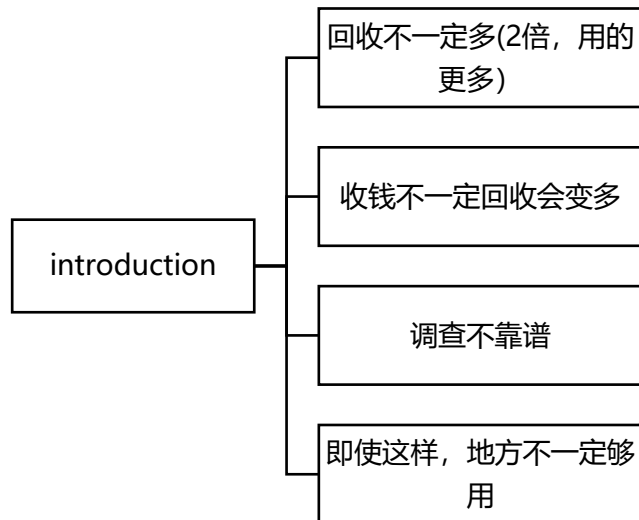 回收不一定多(2倍，用的
更多）
收钱不一定回收会变多
introduction
调查不靠谱
即使这样，地方不一定够
用